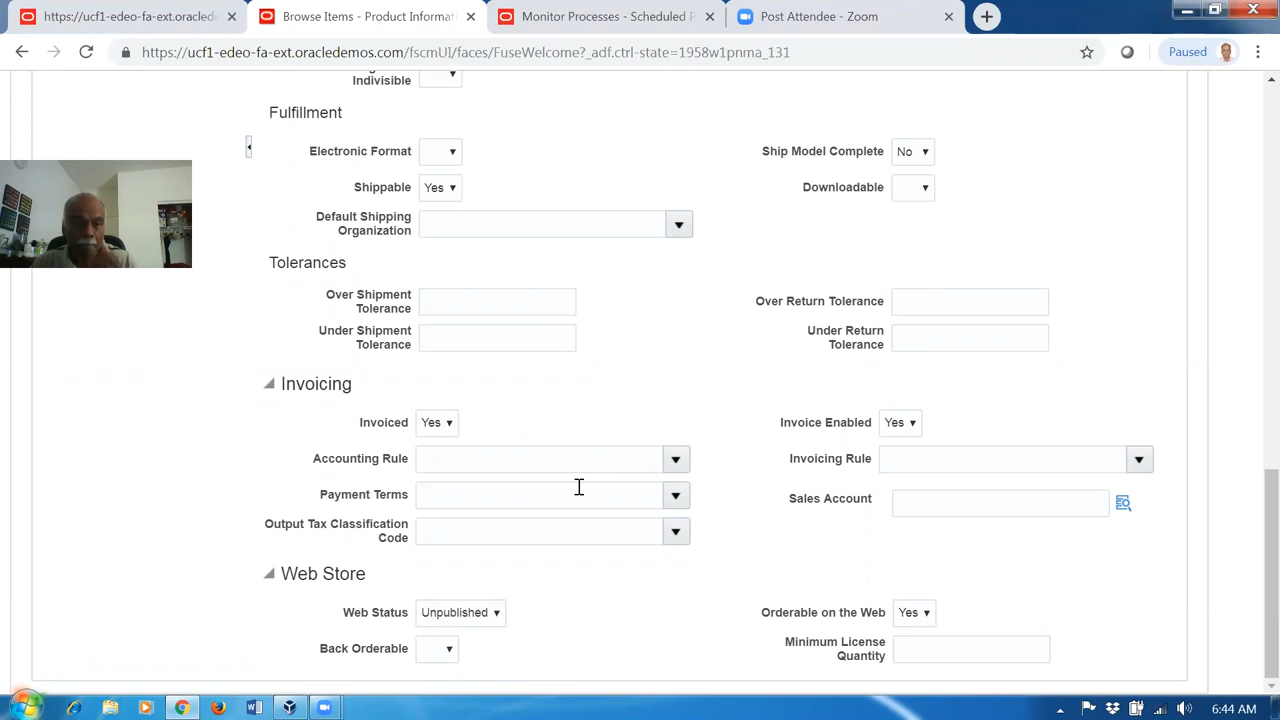 https://ucf1-edeo-fa-ext.oracled
Browse Items - Product Informat
Processes - Scheduled P
Post Attendee - Zoom
https://ucf1-edeo-fa-ext.oracledemos.com/fscmUI/faces/FuseWelcome?_adf.ctrl-state=1958w1pnma_131
Paused
Indivisible
Fulfillment
Electronic Format
Ship Model Complete No
Shippable Yes
Downloadable
Default Shipping
Organization
Tolerances
Over Shipment
Tolerance
Over Return Tolerance
Under Shipment
Tolerance
Under Return
Tolerance
Invoicing
Invoiced Yes
Invoice Enabled Yes
Accounting Rule
Invoicing Rule
Payment Terms
Sales Account
Output Tax Classification
Code
Web Store
Web Status Unpublished
Orderable on the Web Yes
Back Orderable
Minimum License
Quantity
6:44 AM